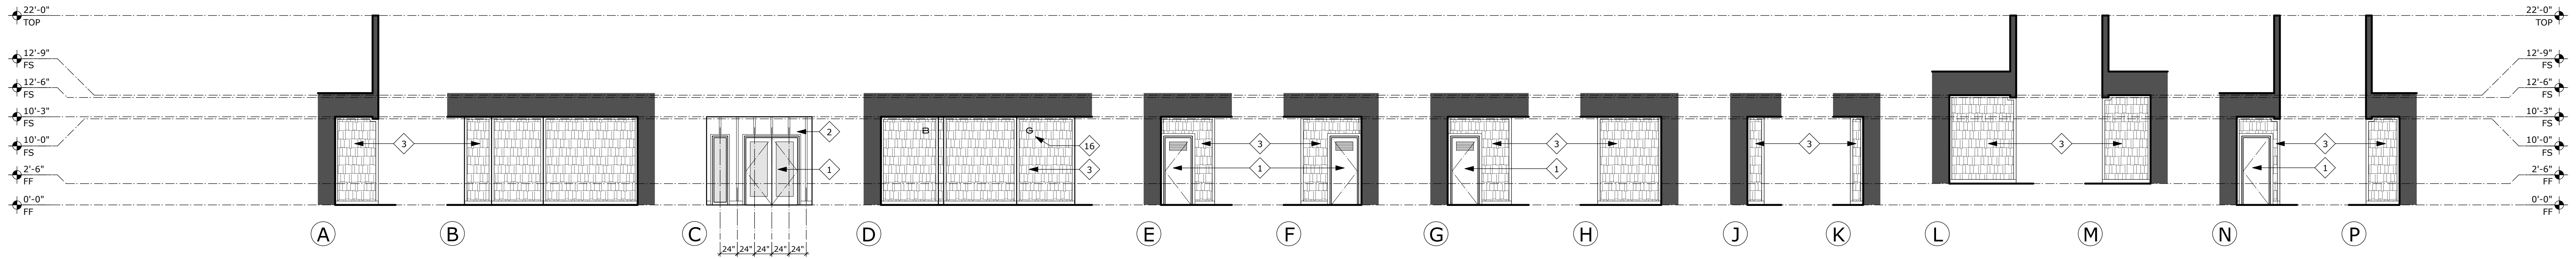 22'-0"
TOP
12'-9"
FS
12'-6"
FS
10'-3"
FS
10'-0"
FS
2'-6"
FF
0'-0"
FF
3
2
1
B
G
16
3
3
1
3
1
3
3
3
1
22'-0"
TOP
12'-9"
FS
12'-6"
FS
10'-3"
FS
10'-0"
FS
2'-6"
FF
0'-0"
FF
A
B
C
D
E
F
G
H
J
K
L
M
N
P
24" 24" 24" 24" 24"